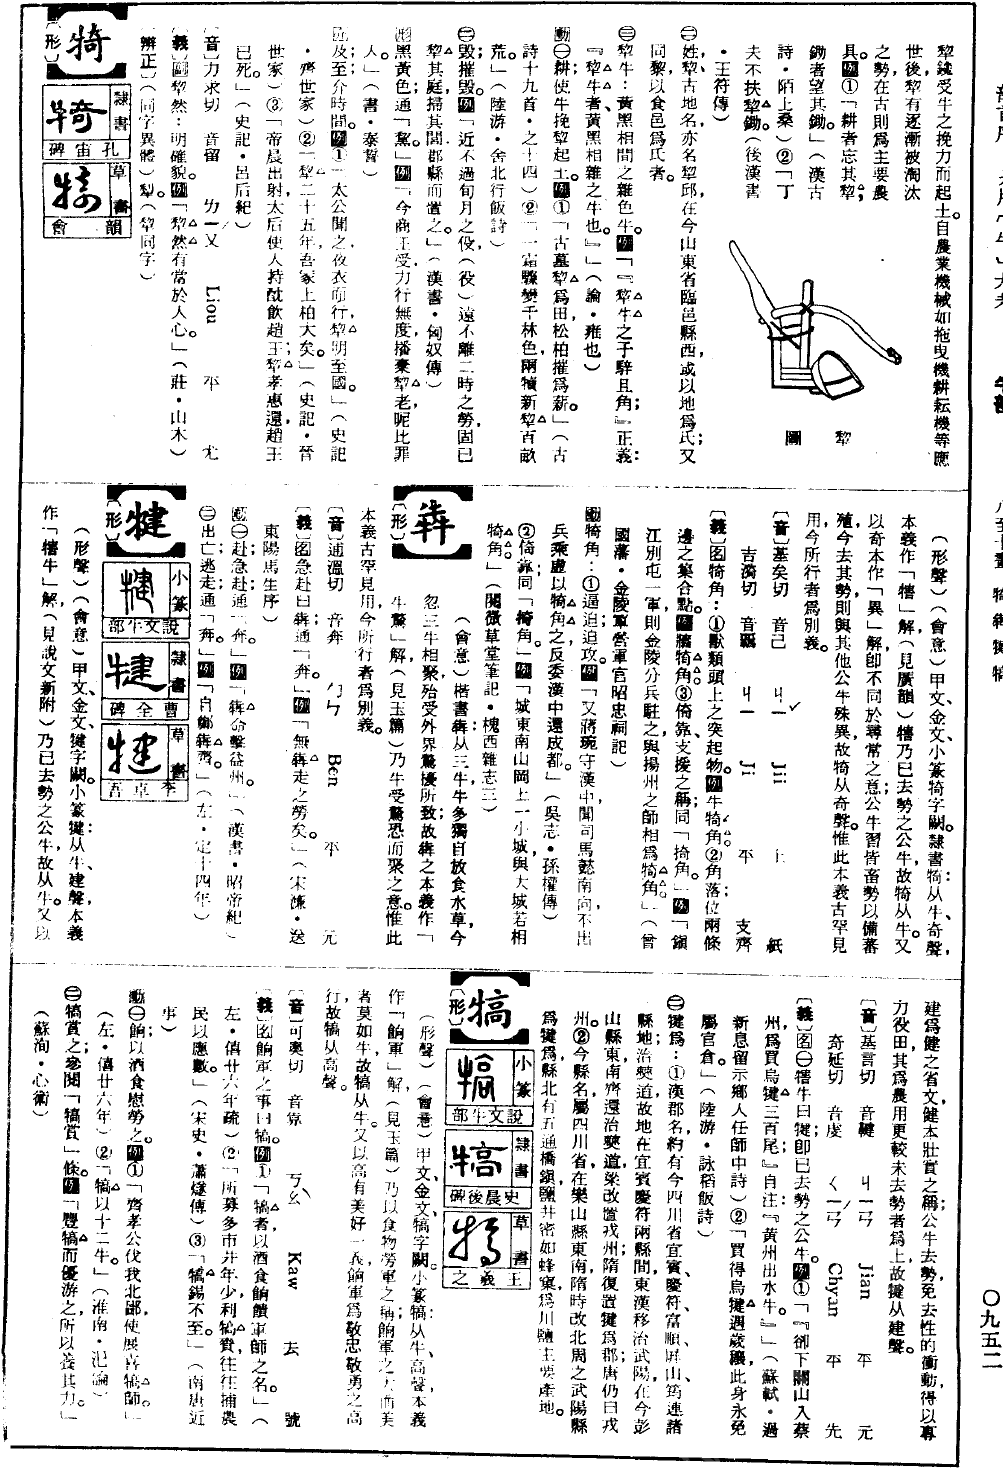 犂鑱受牛之挽力而起土。自農業機械如拖曳機耕耘機等應
世後犂有逐漸被淘汰
之勢在古則爲主要農
具。例①「耕者忘其犂，
鋤者望其鋤。」（漢古
詩・陌上桑）②「丁
夫不扶犂鋤。（後漢書
・王符傳）
犂圖
㊁姓犂古地名亦名犂邱在今山東省臨邑縣西或以地爲氏又
同黎以食邑爲氏者。
㊂犂牛：黃黑相間之雜色牛。例「『犂牛之子騂且角』正義：
『犂牛者黃黑相雜之牛也。』」（論・雍也）
動㊀耕；使牛挽犂起土。例①「古墓犂爲田松柏摧爲薪。」（古
詩十九首・之十四）②「一霜驟變千林色兩犢新犂百畝
荒。」（陸游・舍北行飯詩）
㊁毀；摧毀。例「近不過旬月之役（役）遠不離二時之勞固已
犂其庭掃其閭郡縣而置之。」（漢書・匈奴傳）
形黑黃色通「黧」例「今商王受力行無度播棄犂老昵比罪
人。」（書・泰誓）
副及；至；介時間。例①「太公聞之夜衣而行犂明至國。」（史記
・齊世家）②「犂二十五年吾冢上柏大矣。」（史記・晉
世家）③「帝晨出射太后使人持酖飲趙王；犂孝惠還趙王
已死。」（史記・呂后紀）
〔音〕力求切　音留　ㄌㄧㄡˊ　Liou　平　尤
〔義〕副犂然：明確貌。例「犂然有當於人心。」（莊・山木）
辨正（同字異體）犁（犂同字）
犄
〔形〕
隸書
孔宙碑
草書
韻會
（形聲）（會意）甲文、金文、小篆犄字闕。隸書犄：从牛、奇聲，
本義作「犗」解（見廣韻）犗乃已去勢之公牛故犄从牛。又
以奇本作「異」解卽不同於尋常之意；公牛習皆畜勢以備蕃
殖今去其勢則與其他公牛殊異故犄从奇聲惟此本義古罕見
用今所行者爲別義。
〔音〕基矣切　音己　ㄐㄧˇ　Jii　上　紙
吉漪切　音羈　ㄐㄧ　Ji　平　支齊
〔義〕名犄角：①獸類頭上之突起物。例牛犄角。②角落；位兩條
邊之集合點。例牆犄角。③倚靠、支援之稱同「掎角」例「鎮
江別屯一軍則金陵分兵駐之與揚州之師相爲犄角。」（曾
國藩・金陵軍營軍官昭忠祠記）
動犄角：①逼迫；迫攻。例「又蔣琬守漢中聞司馬懿南向不出
兵乘虛以犄角之反委漢中還成都。」（吳志・孫權傳）
②倚靠同「掎角」例「城東南山岡上一小城與大城若相
犄角。」（閱微草堂筆記・槐西雜志三）
犇
〔形〕
（會意）楷書犇从三牛牛多獨自放食水草今
忽三牛相聚殆受外界驚擾所致故犇之本義作「
牛驚」解（見玉篇）乃牛受驚恐而聚之意惟此
本義古罕見用今所行者爲別義。
〔音〕逋溫切　音奔　ㄅㄣ　Ben　平　元
〔義〕名急赴曰犇通「奔」例「無犇走之勞矣。」（宋濂・送
東陽馬生序）
動㊀赴急；赴通「奔」例「犇命擊益州。」（漢書・昭帝紀）
㊁出亡；逃走通「奔」例「自鄭犇齊。」（左・定十四年）
犍
〔形〕
小篆
說文牛部
隸書
曹全碑
草書
李卓吾
（形聲）（會意）甲文、金文、犍字闕。小篆犍：从牛、建聲，本義
作「犗牛」解（見說文新附）乃已去勢之公牛故从牛。又以
建爲健之省文健本壯實之稱公牛去勢免去性的衝動得以專
力役田其爲農用更較未去勢者爲上故犍从建聲。
〔音〕基言切　音鞬　ㄐㄧㄢ　Jian　平　元
奇延切　音虔　ㄑㄧㄢˊ　Chyan　平　先
〔義〕名㊀犗牛曰犍卽已去勢之公牛。例①「『卻下關山入蔡
州爲買烏犍三百尾。』自注『黃州出水牛。』」（蘇軾・過
新息留示鄉人任師中詩）②「買得烏犍遇歲穰此身永免
屬官倉。」（陸游・詠稻飯詩）
㊁犍爲：①漢郡名約有今四川省宜賓慶符富順屏山筠連諸
縣地治僰道故地在宜賓慶符兩縣間東漢移治武陽在今彭
山縣東南齊還治僰道梁改置戎州隋復置犍爲郡唐仍曰戎
州。②今縣名屬四川省在樂山縣東南隋時改北周之武陽縣
爲犍爲縣北有五通橋鎮鹽井密如蜂窠爲川鹽主要產地。
犒
〔形〕
小篆
說文牛部
隸書
史晨後碑
草書
王羲之
（形聲）（會意）甲文、金文、犒字闕。小篆犒：从牛、高聲，本義
作「餉軍」解（見玉篇）乃以食物勞軍之稱；餉軍之方而美
者莫如牛故犒从牛。又以高有美好一義餉軍爲敬忠敬勇之高
行故犒从高聲。
〔音〕可奧切　音靠　ㄎㄠˋ　Kaw　去　號
〔義〕名餉軍之事曰犒。例①「犒者以酒食餉饋軍師之名。」（
左・僖廿六年疏）②「所募多市井年少利犒賚往往捕農
民以應數。」（宋史・蕭燧傳）③「犒錫不至。」（南唐近
事）
動㊀餉；以酒食慰勞之。例①「齊孝公伐我北鄙使展喜犒師。」
（左・僖廿六年）②「犒以十二牛。」（淮南・氾論）
㊁犒賞之；參閱「犒賞」條。例「豐犒而優游之所以養其力。」
（蘇洵・心術）
〇九五二